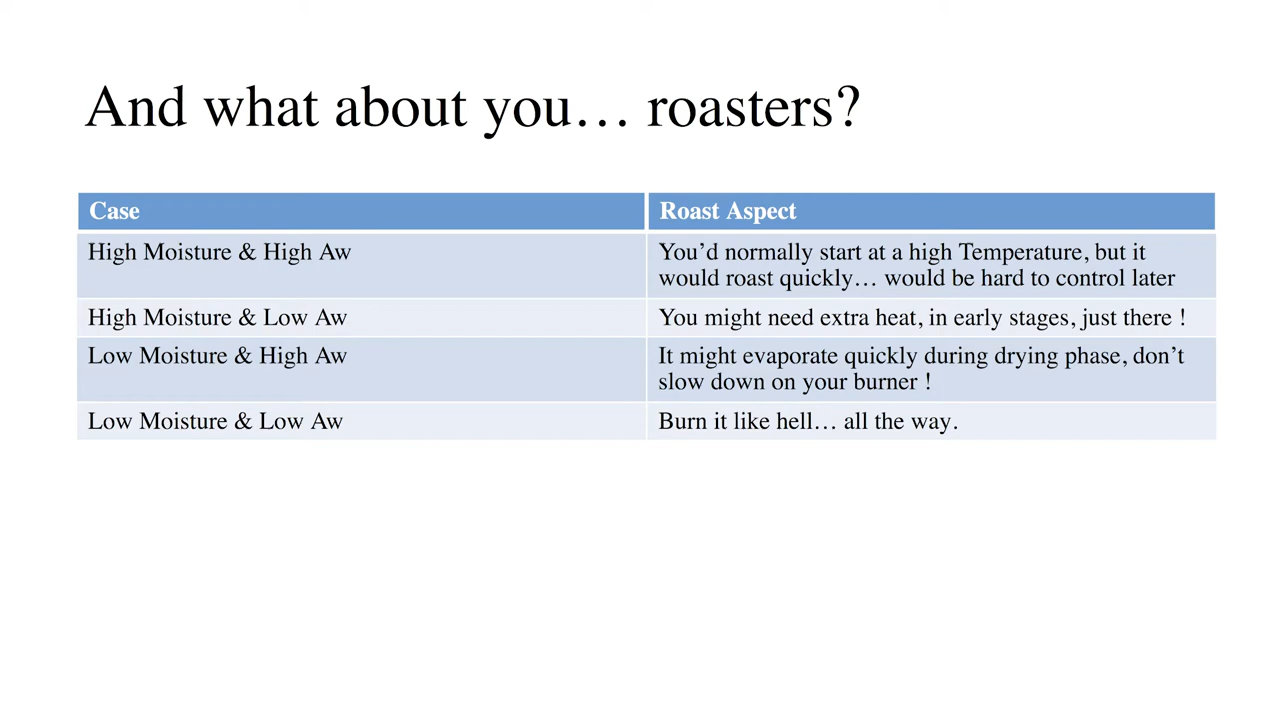 And what about you… roasters?
Case
Roast Aspect
High Moisture & High Aw
You’d normally start at a high Temperature, but it
would roast quickly… would be hard to control later
High Moisture & Low Aw
You might need extra heat, in early stages, just there !
Low Moisture & High Aw
It might evaporate quickly during drying phase, don’t
slow down on your burner !
Low Moisture & Low Aw
Burn it like hell… all the way.